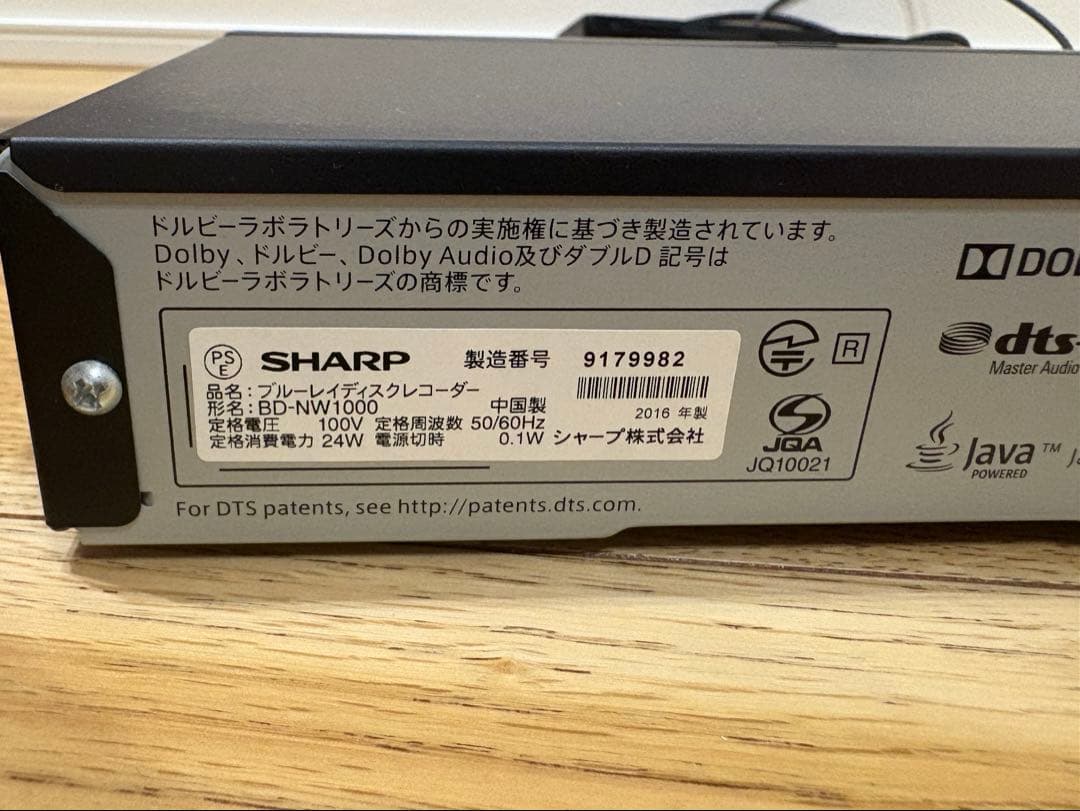 ドルビーラボラトリーズからの実施権に基づき製造されています。
Dolby、ドルビー、Dolby Audio及びダブルD 記号は
ドルビーラボラトリーズの商標です。
PS
E
SHARP 製造番号 9179982
品名：ブルーレイディスクレコーダー
形名：BD-NW1000 中国製 2016 年製
定格電圧 100V 定格周波数 50/60Hz
定格消費電力 24W 電源切時 0.1W シャープ株式会社
R
JQA
JQ10021
For DTS patents, see http://patents.dts.com.
dts
Master Audio
Java™
POWERED